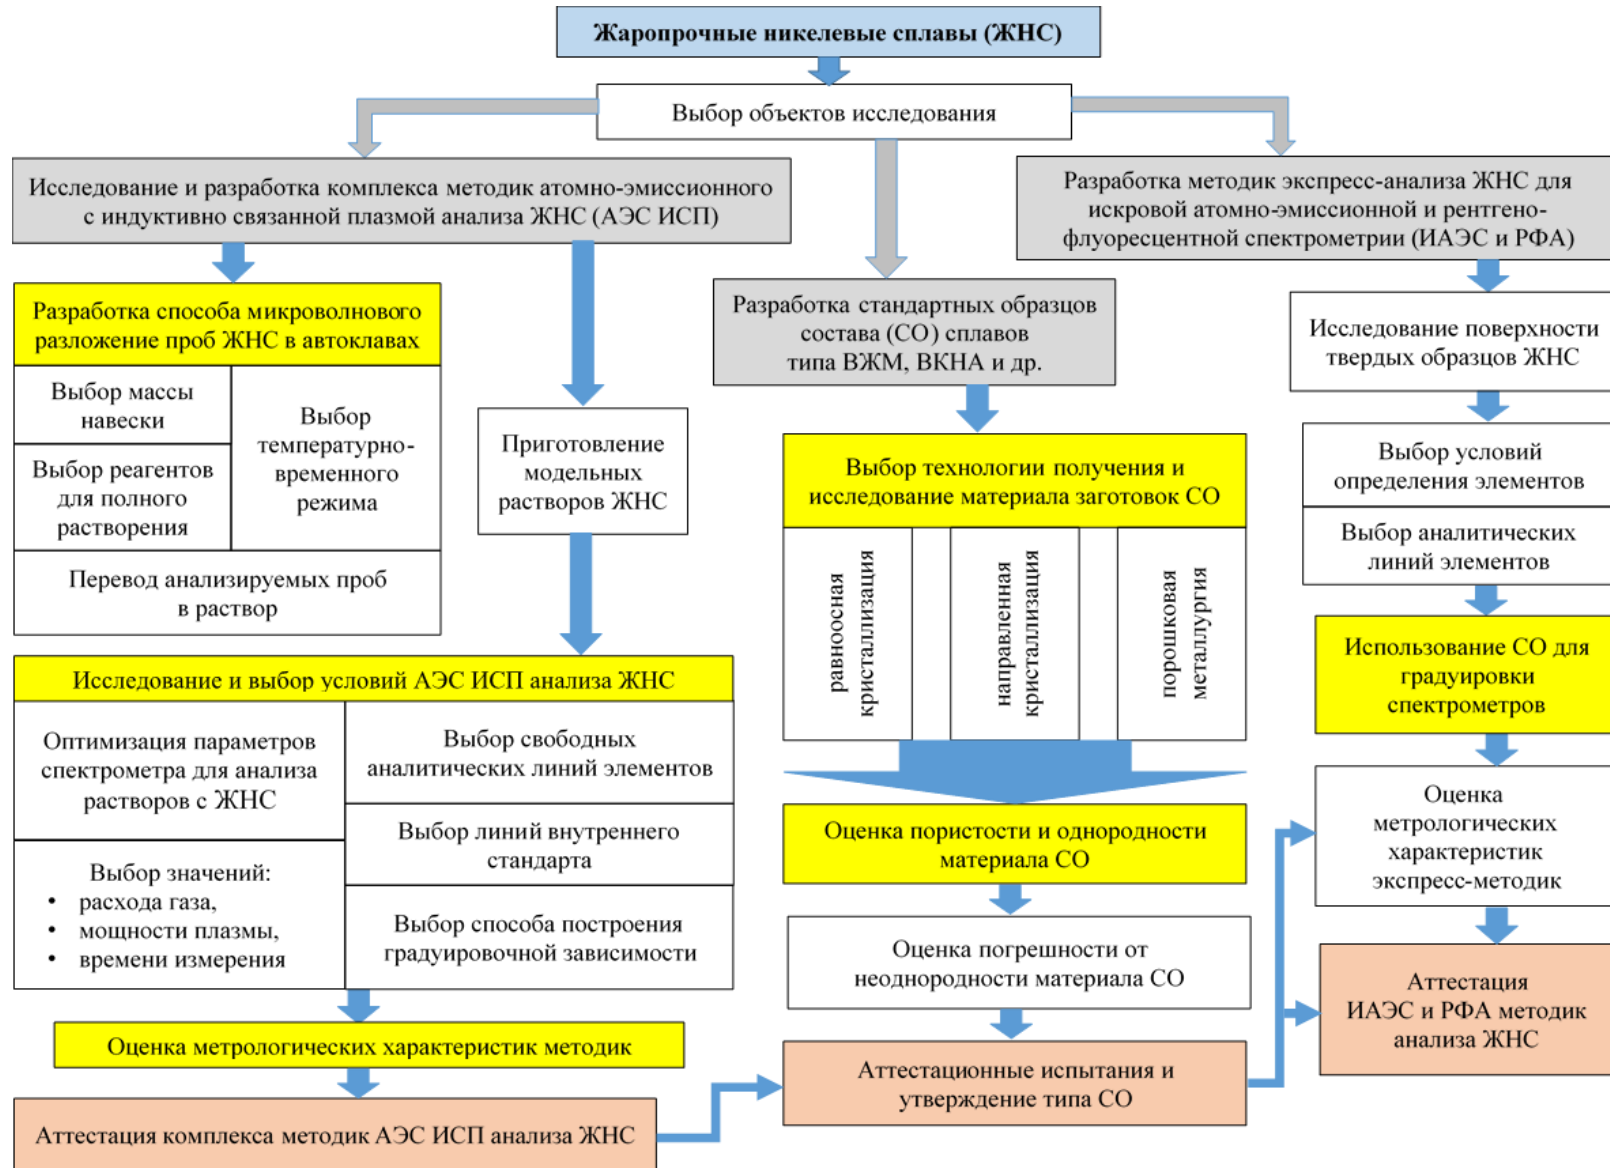 Жаропрочные никелевые сплавы (ЖНС)
Выбор объектов исследования
Исследование и разработка комплекса методик атомно-эмиссионного
с индуктивно связанной плазмой анализа ЖНС (АЭС ИСП)
Разработка способа микроволнового
разложение проб ЖНС в автоклавах
Выбор массы
навески
Выбор реагентов
для полного
растворения
Выбор
температурно-
временного
режима
Перевод анализируемых проб
в раствор
Приготовление
модельных
растворов ЖНС
Исследование и выбор условий АЭС ИСП анализа ЖНС
Оптимизация параметров
спектрометра для анализа
растворов с ЖНС
Выбор значений:
• расхода газа,
• мощности плазмы,
• времени измерения
Выбор свободных
аналитических линий элементов
Выбор линий внутреннего
стандарта
Выбор способа построения
градуировочной зависимости
Оценка метрологических характеристик методик
Аттестация комплекса методик АЭС ИСП анализа ЖНС
Разработка стандартных образцов
состава (СО) сплавов
типа ВЖМ, ВКНА и др.
Выбор технологии получения и
исследование материала заготовок СО
равноосная
кристаллизация
направленная
кристаллизация
порошковая
металлургия
Оценка пористости и однородности
материала СО
Оценка погрешности от
неоднородности материала СО
Аттестационные испытания и
утверждение типа СО
Разработка методик экспресс-анализа ЖНС для
искровой атомно-эмиссионной и рентгено-
флуоресцентной спектрометрии (ИАЭС и РФА)
Исследование поверхности
твердых образцов ЖНС
Выбор условий
определения элементов
Выбор аналитических
линий элементов
Использование СО для
градуировки
спектрометров
Оценка
метрологических
характеристик
экспресс-методик
Аттестация
ИАЭС и РФА методик
анализа ЖНС